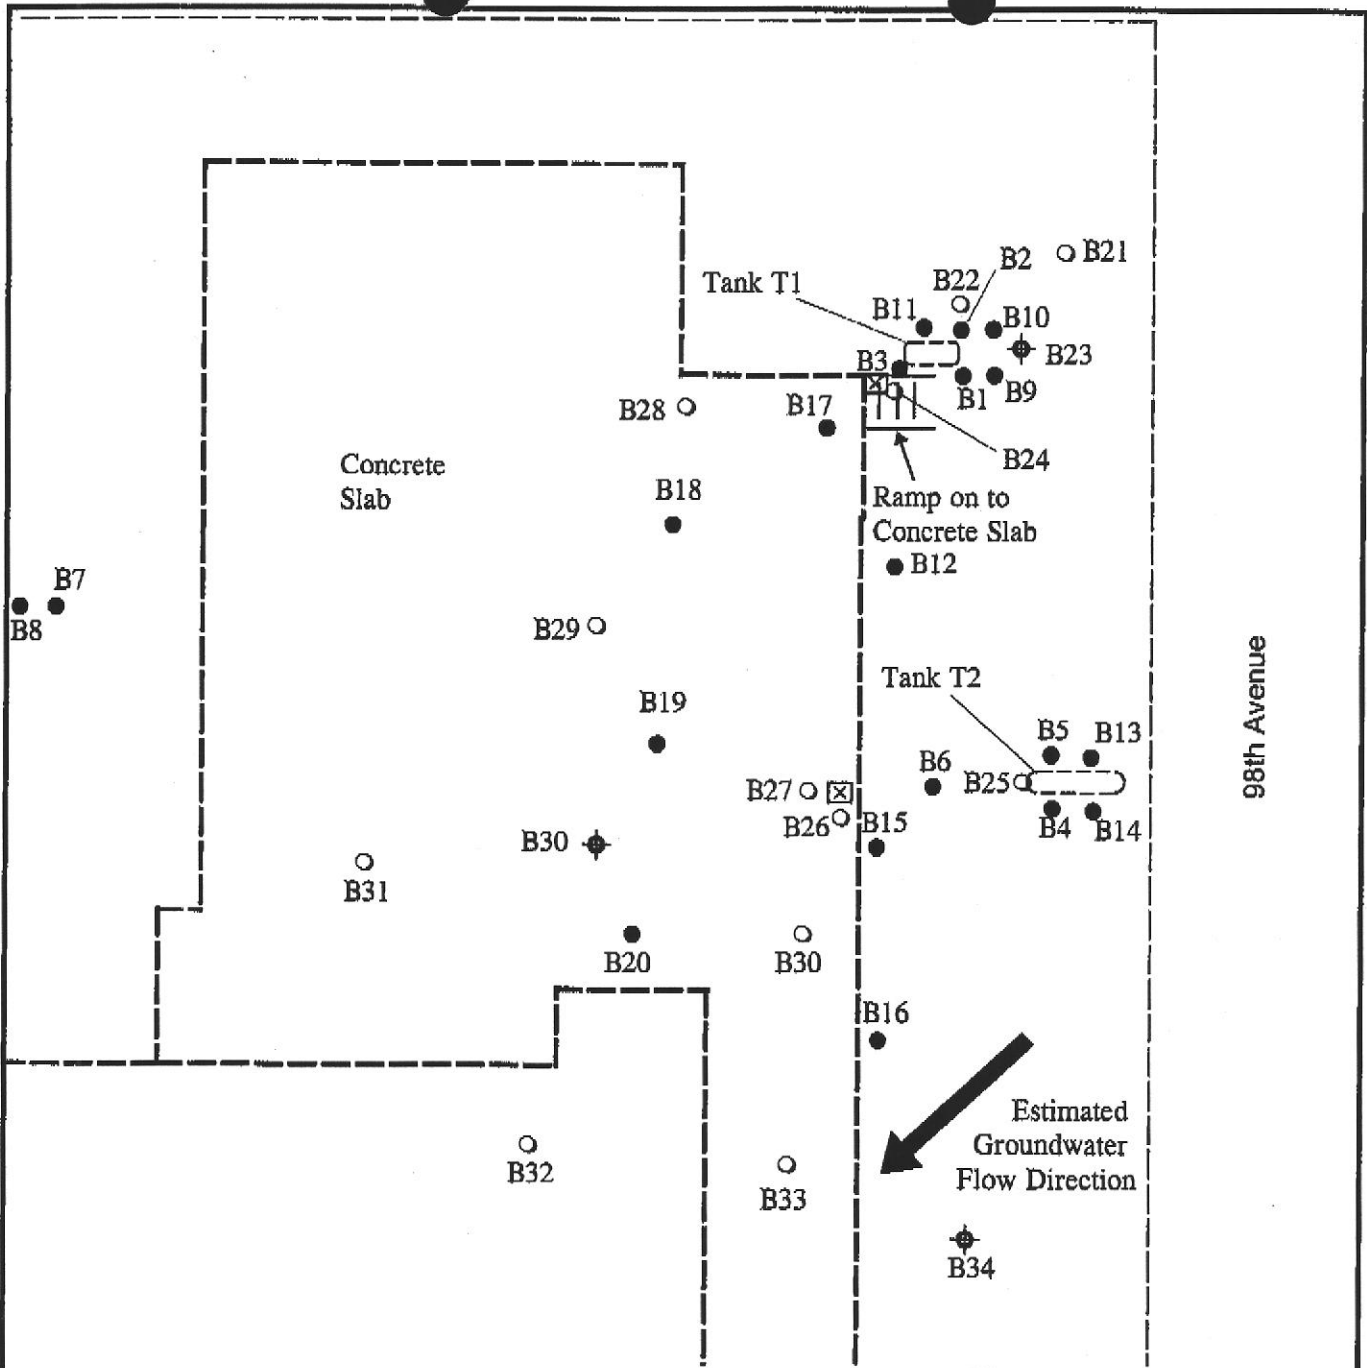 B21
B2
Tank T1
B22
B11
B10
B23
B3
B1
B9
B28
B17
B24
Concrete
Slab
B18
Ramp on to
Concrete Slab
B12
B7
B8
B29
98th Avenue
Tank T2
B19
B5
B13
B6
B25
B27
B26
B15
B4
B14
B30
B31
B20
B30
B16
Estimated
Groundwater
Flow Direction
B32
B33
B34